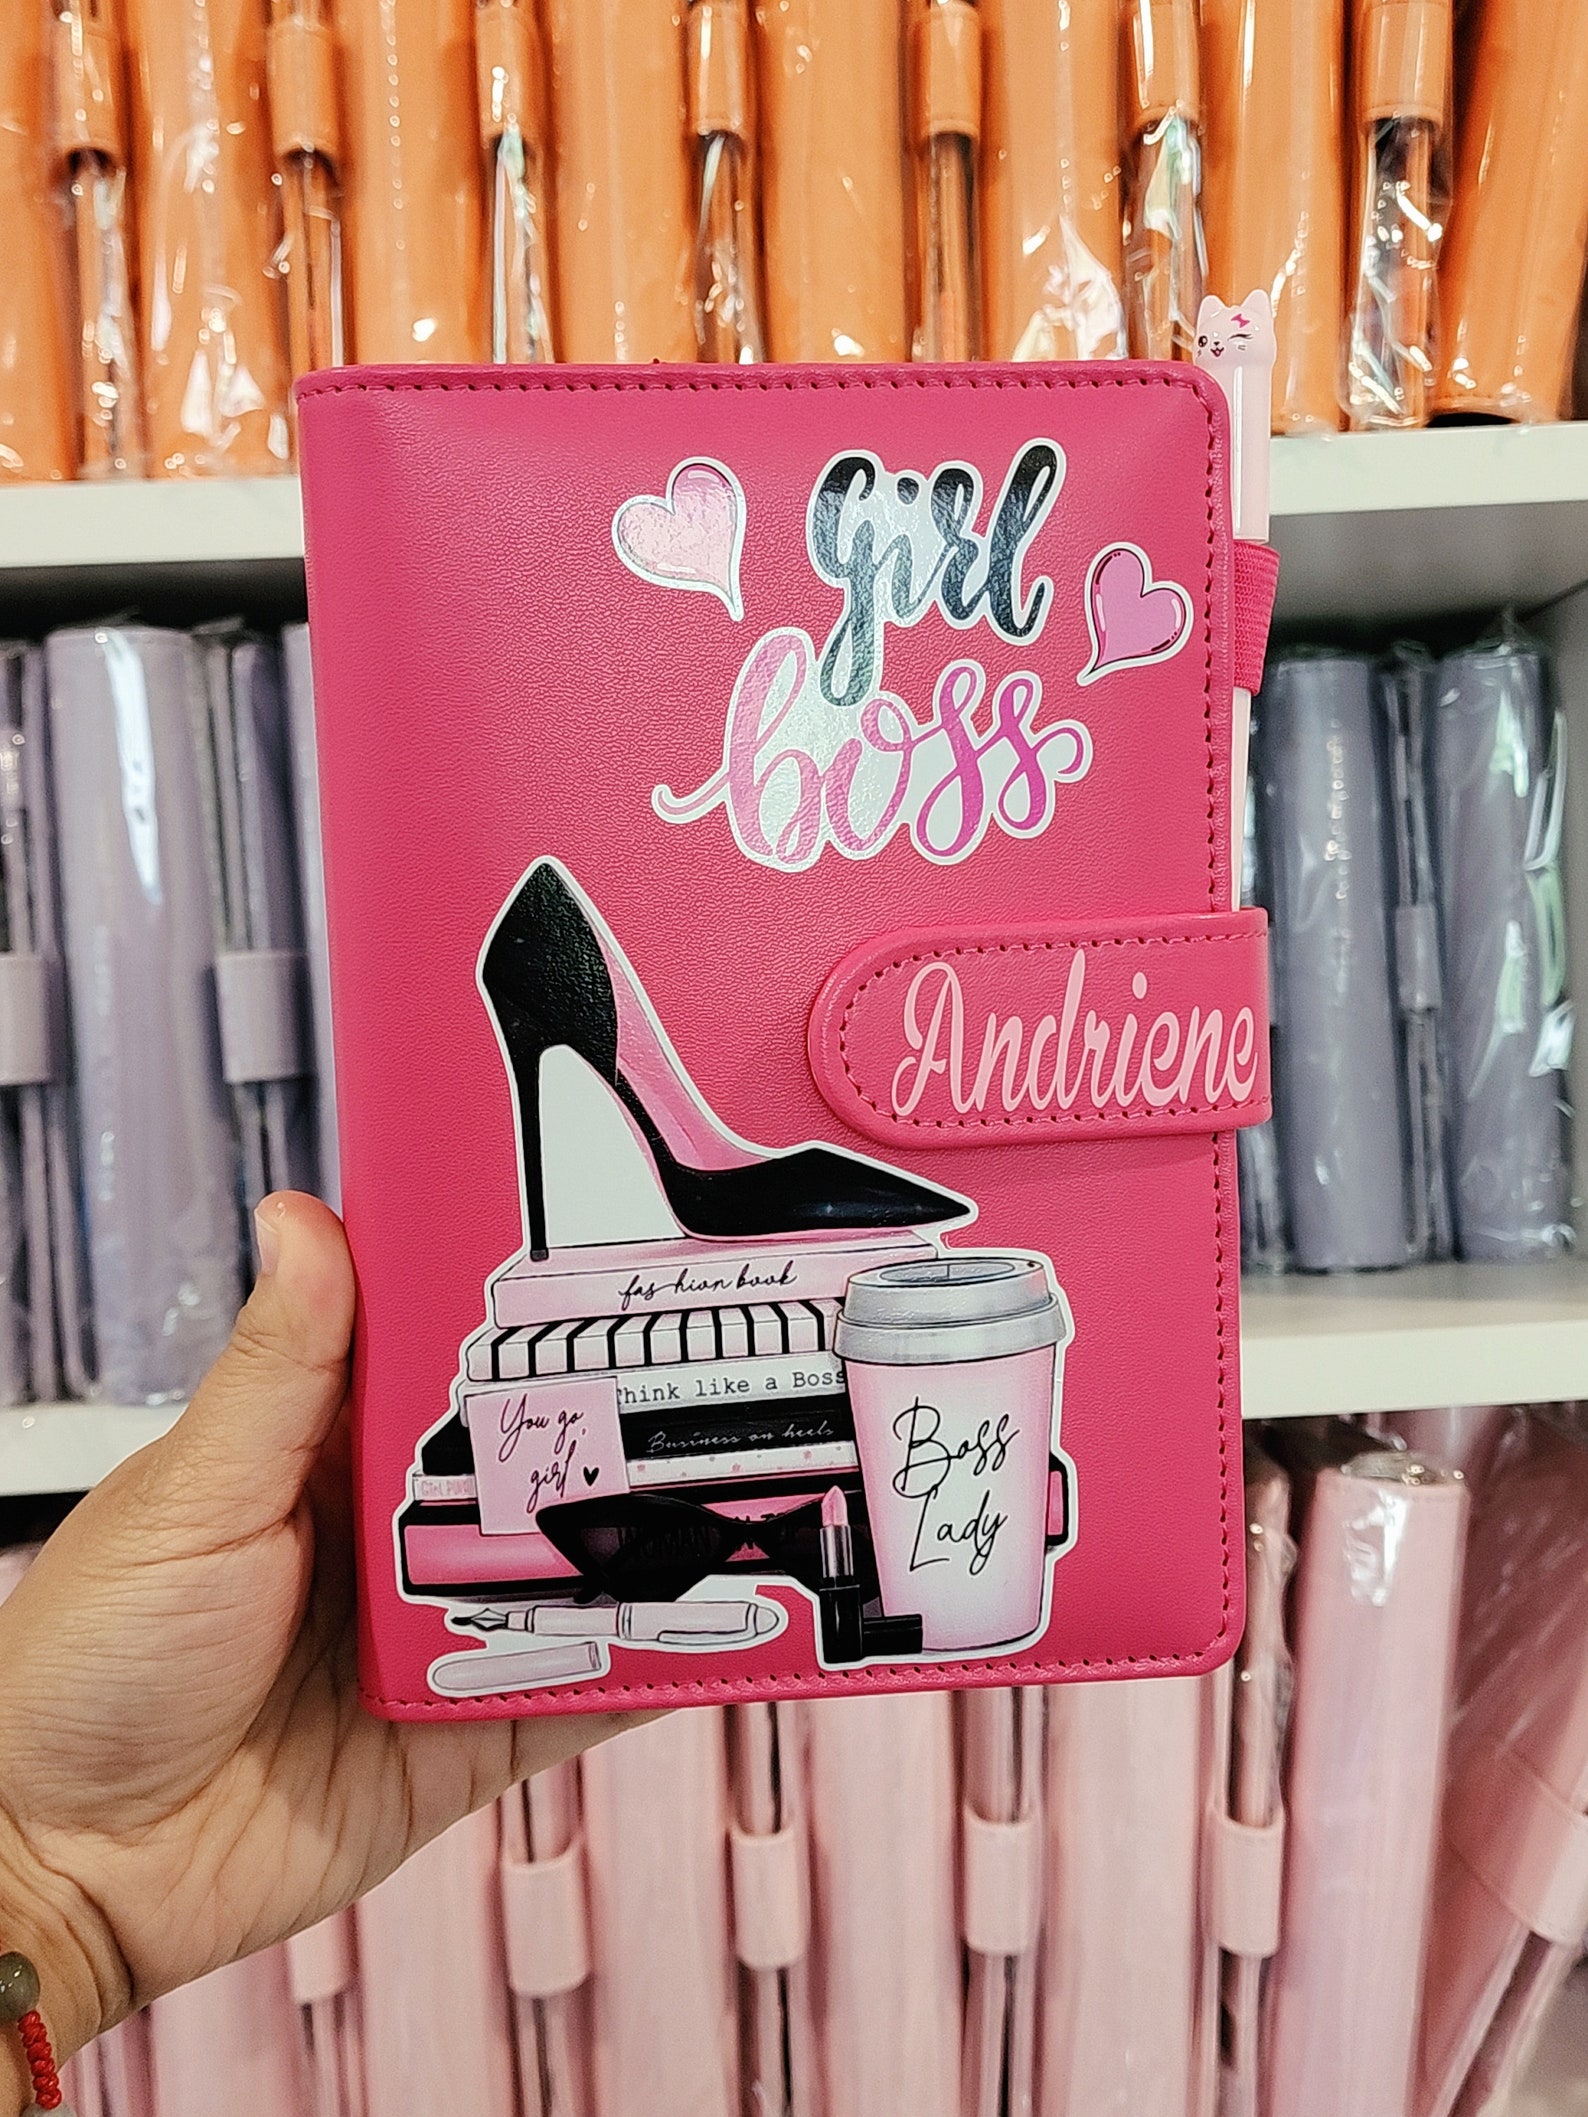 girl
boss
Andriene
fashion book
Think like a Boss
You go,
girl
Business on heels
Boss
Lady